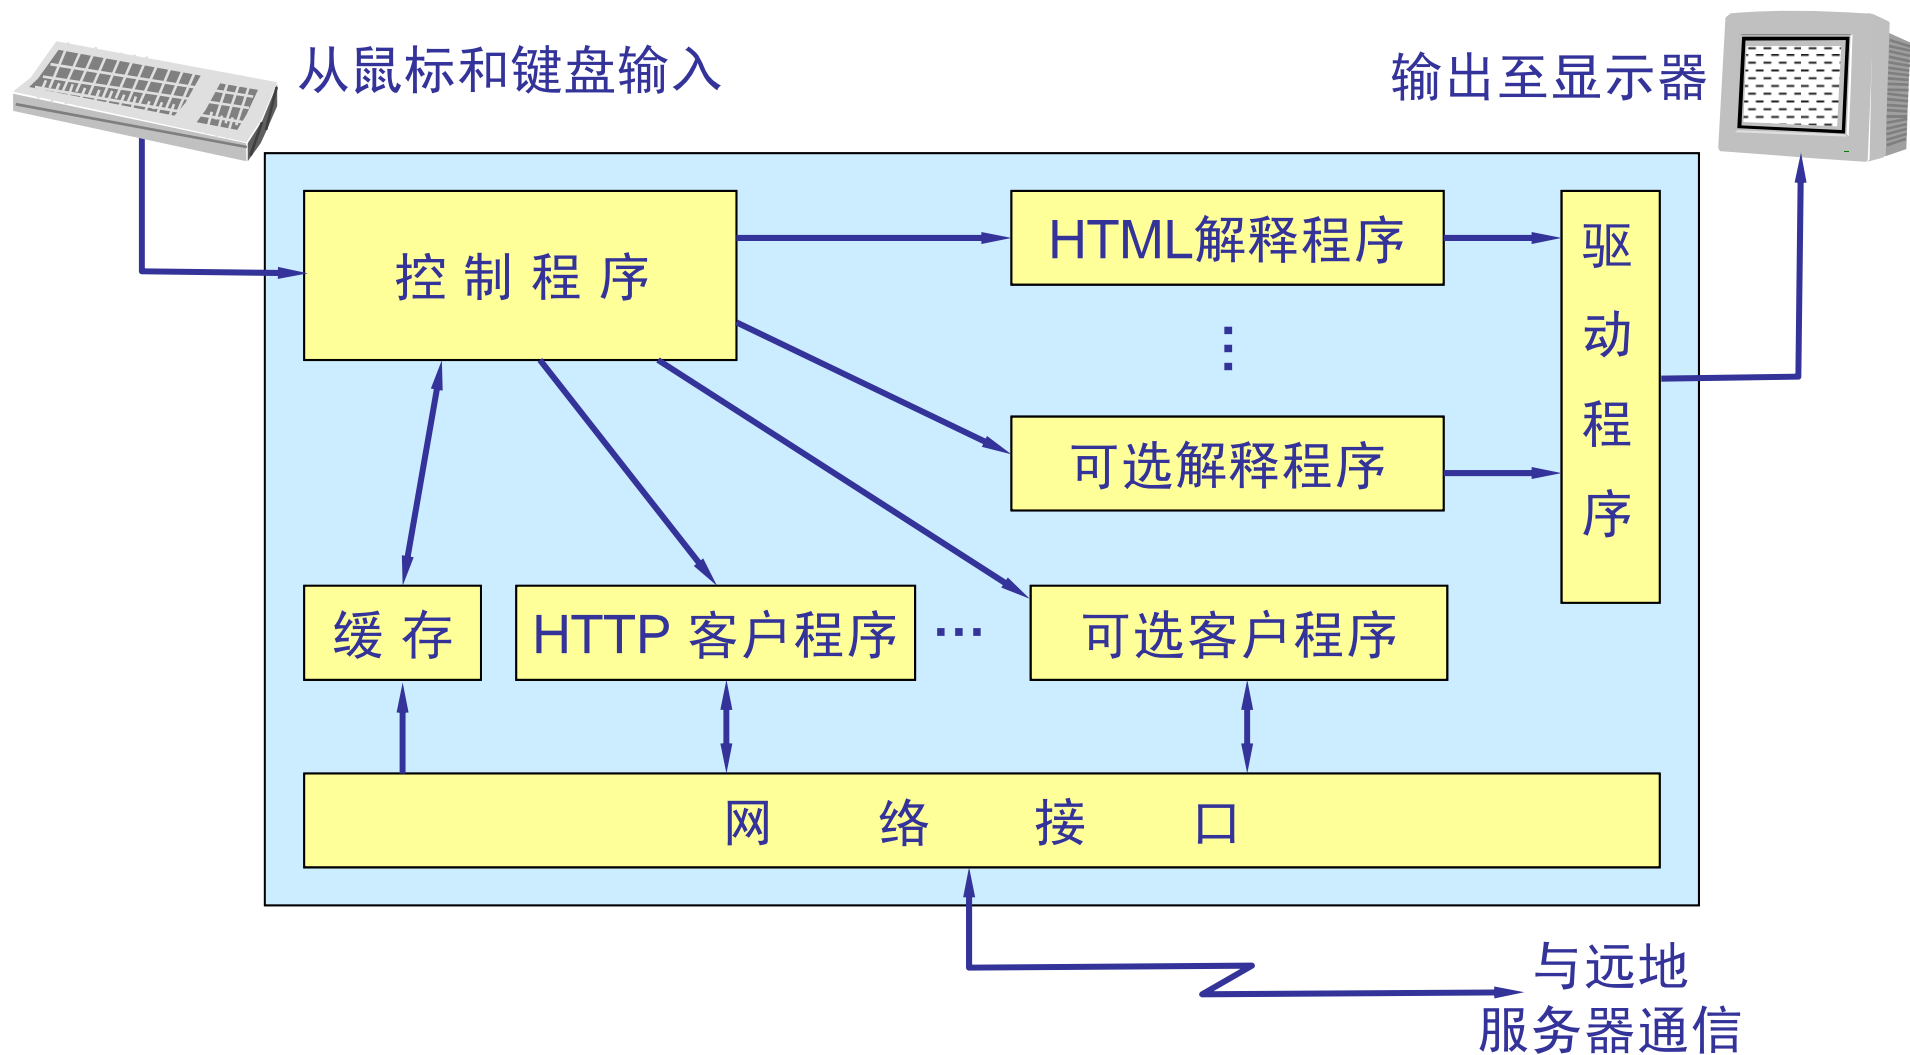 从鼠标和键盘输入
输出至显示器
控 制 程 序
HTML解释程序
驱
动
程
序
⋮
可选解释程序
缓 存
HTTP 客户程序
…
可选客户程序
网 络 接 口
与远地
服务器通信